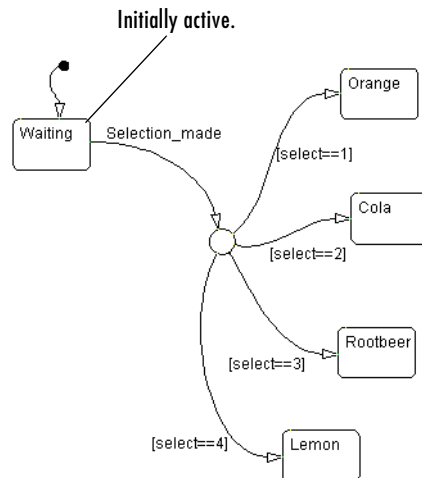 Initially active.
Waiting
Selection_made
Orange
[select==1]
Cola
[select==2]
Rootbeer
[select==3]
[select==4]
Lemon